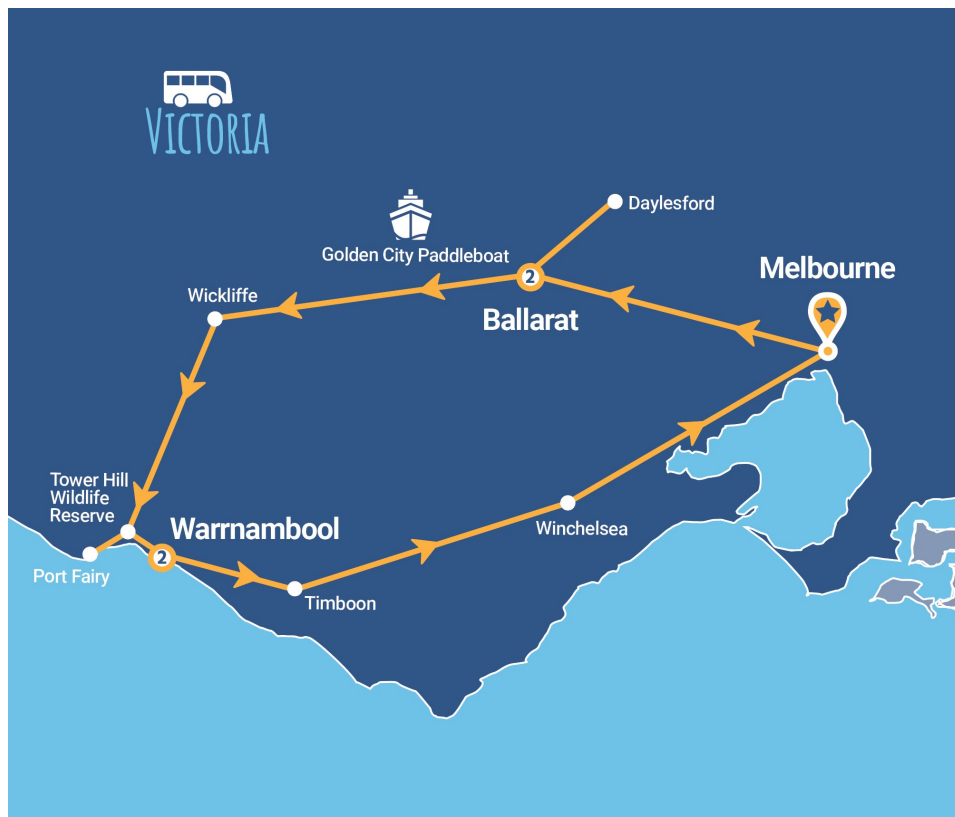 VICTORIA
Daylesford
Golden City Paddleboat
2
Melbourne
Wickliffe
Ballarat
Tower Hill
Wildlife
Reserve
Warrnambool
Winchelsea
2
Port Fairy
Timboon